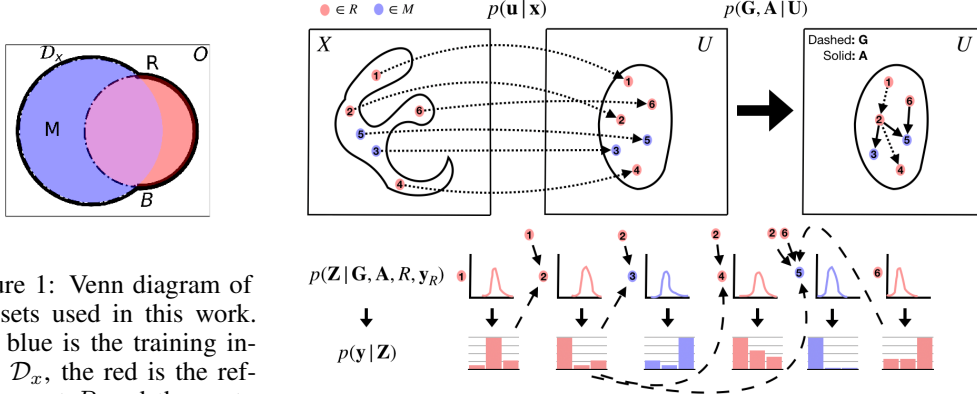 𝒟ₓ R O
M
B
ure 1: Venn diagram of
sets used in this work.
blue is the training in-
𝒟ₓ, the red is the ref-
∈ R ∈ M p(u | x) p(G, A | U)
X U Dashed: G U
Solid: A
1 2 6 5 3 4
1 6 2 5 3 4
1 6 2 5 3 4
1 2 2 2 6
p(Z | G, A, R, y_R) 1 2 3 4 5 6
p(y | Z)